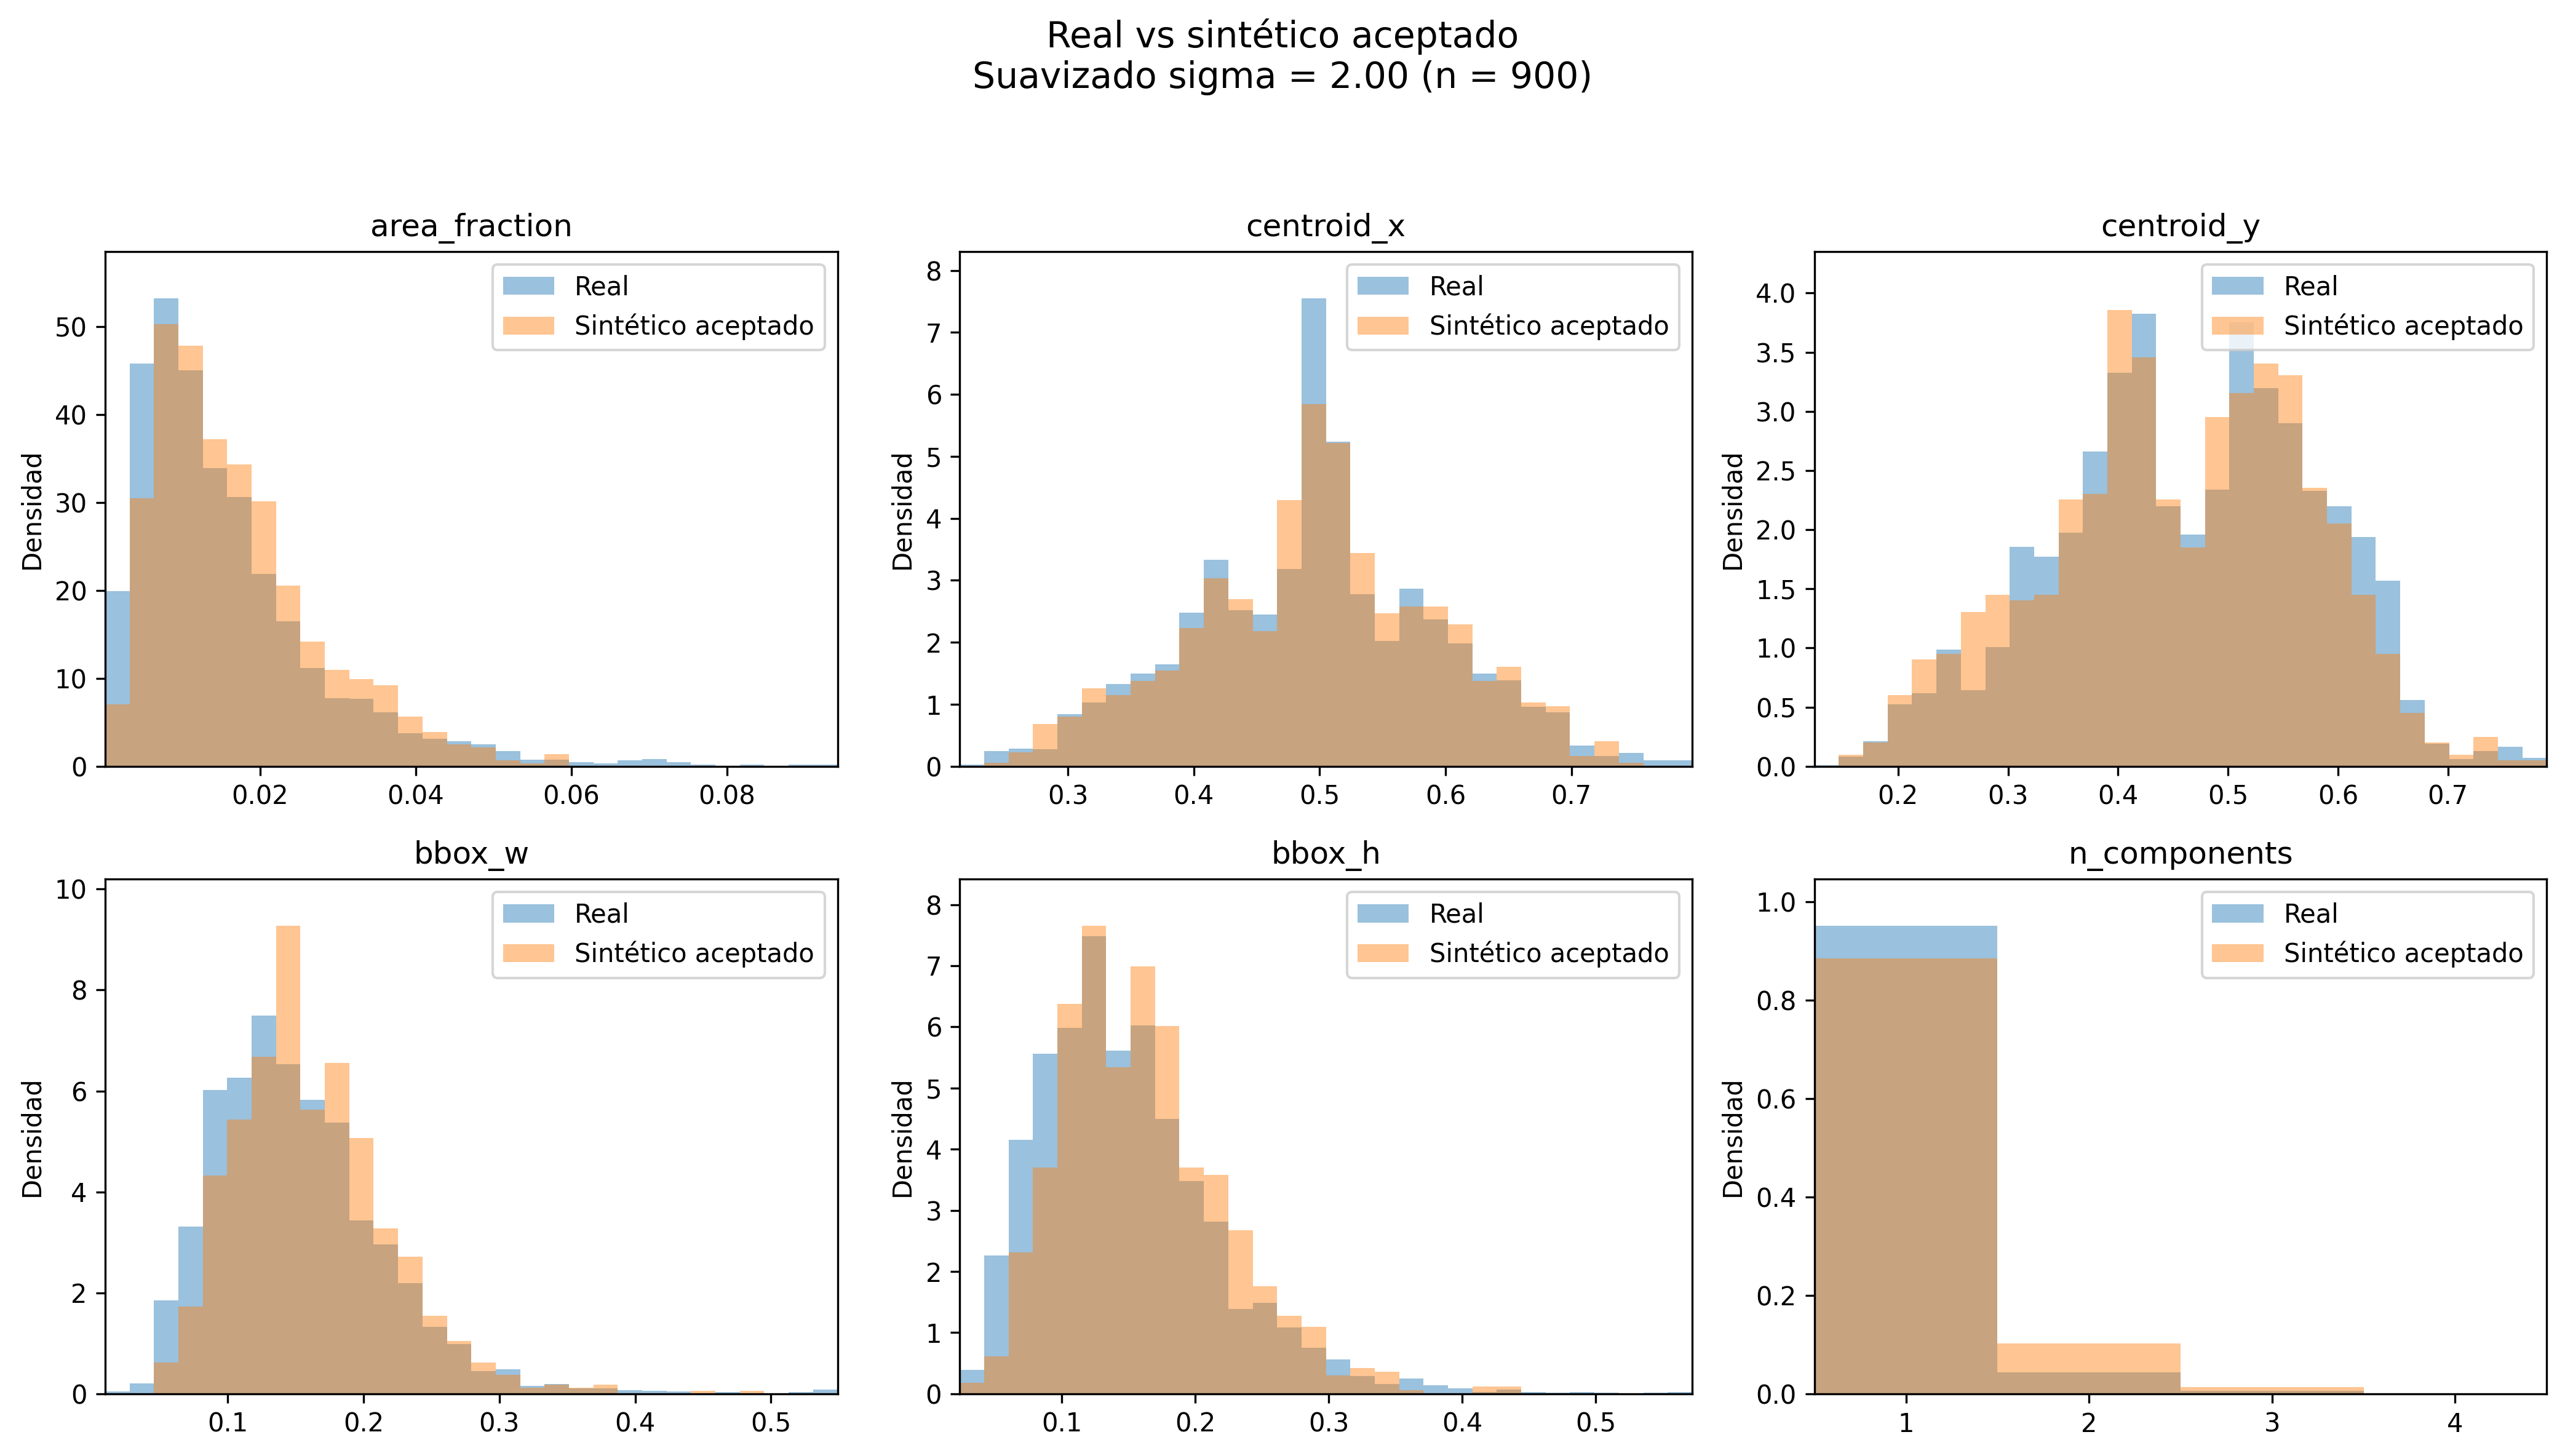 Real vs sintético aceptado
Suavizado sigma = 2.00 (n = 900)
area_fraction
Densidad
50
40
30
20
10
0
0.02
0.04
0.06
0.08
Real
Sintético aceptado
centroid_x
Densidad
8
7
6
5
4
3
2
1
0
0.3
0.4
0.5
0.6
0.7
Real
Sintético aceptado
centroid_y
Densidad
4.0
3.5
3.0
2.5
2.0
1.5
1.0
0.5
0.0
0.2
0.3
0.4
0.5
0.6
0.7
Real
Sintético aceptado
bbox_w
Densidad
10
8
6
4
2
0
0.1
0.2
0.3
0.4
0.5
Real
Sintético aceptado
bbox_h
Densidad
8
7
6
5
4
3
2
1
0
0.1
0.2
0.3
0.4
0.5
Real
Sintético aceptado
n_components
Densidad
1.0
0.8
0.6
0.4
0.2
0.0
1
2
3
4
Real
Sintético aceptado